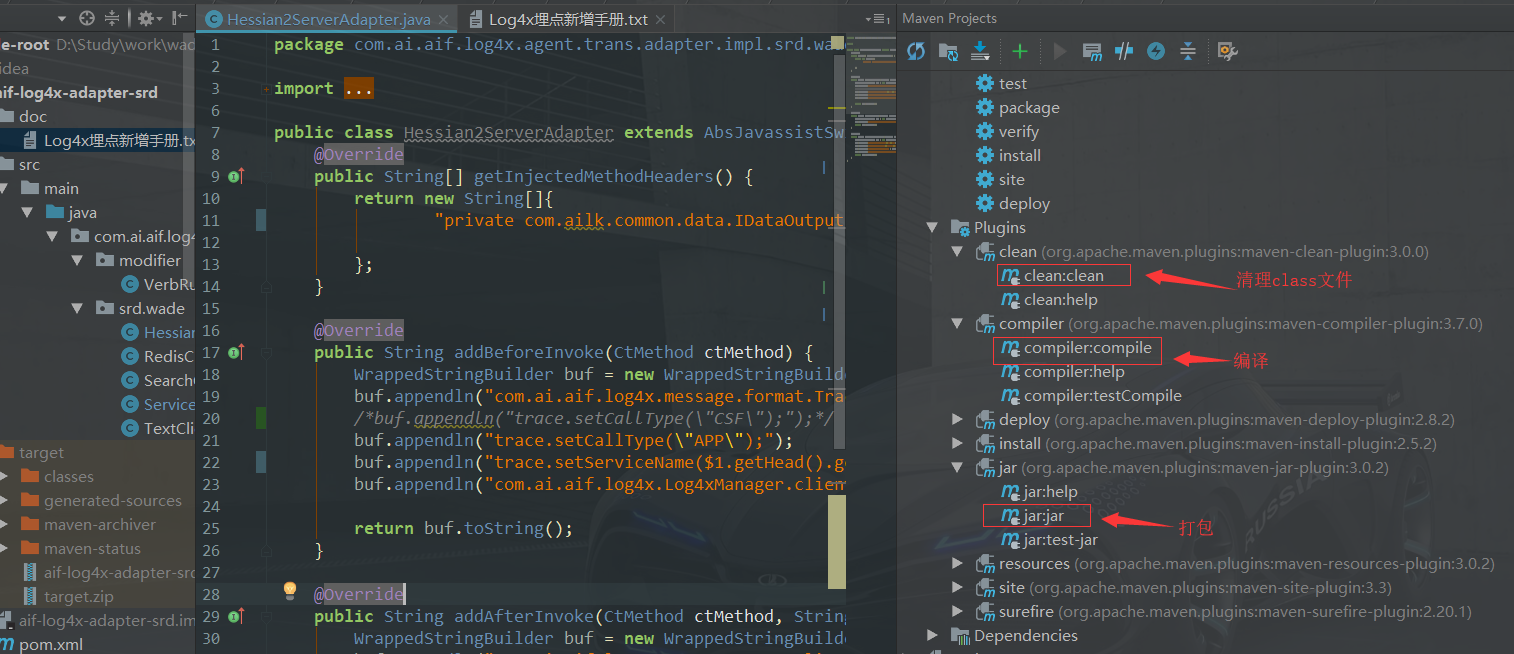 Hessian2ServerAdapter.java
Log4x埋点新增手册.txt
Maven Projects
e-root D:\Study\work\wad
idea
aif-log4x-adapter-srd
doc
Log4x埋点新增手册.tx
src
main
java
com.ai.aif.log4
modifier
VerbRu
srd.wade
Hessian
RedisC
Search
Service
TextCli
target
classes
generated-sources
maven-archiver
maven-status
aif-log4x-adapter-src
target.zip
aif-log4x-adapter-srd.im
pom.xml
1 package com.ai.aif.log4x.agent.trans.adapter.impl.srd.wa
2
3 import ...
6
7 public class Hessian2ServerAdapter extends AbsJavassistSw
8 @Override
9 public String[] getInjectedMethodHeaders() {
10 return new String[]{
11 "private com.ailk.common.data.IDataOutput
12
13 };
14 }
15
16 @Override
17 public String addBeforeInvoke(CtMethod ctMethod) {
18 WrappedStringBuilder buf = new WrappedStringBuilde
19 buf.appendln("com.ai.aif.log4x.message.format.Tra
20 /*buf.appendln("trace.setCallType(\"CSF\");");*/
21 buf.appendln("trace.setCallType(\"APP\");");
22 buf.appendln("trace.setServiceName($1.getHead().g
23 buf.appendln("com.ai.aif.log4x.Log4xManager.clien
24
25 return buf.toString();
26 }
27
28 @Override
29 public String addAfterInvoke(CtMethod ctMethod, String
30 WrappedStringBuilder buf = new WrappedStringBuilde
test
package
verify
install
site
deploy
Plugins
clean (org.apache.maven.plugins:maven-clean-plugin:3.0.0)
clean:clean 清理class文件
clean:help
compiler (org.apache.maven.plugins:maven-compiler-plugin:3.7.0)
compiler:compile 编译
compiler:help
compiler:testCompile
deploy (org.apache.maven.plugins:maven-deploy-plugin:2.8.2)
install (org.apache.maven.plugins:maven-install-plugin:2.5.2)
jar (org.apache.maven.plugins:maven-jar-plugin:3.0.2)
jar:help
jar:jar 打包
jar:test-jar
resources (org.apache.maven.plugins:maven-resources-plugin:3.0.2)
site (org.apache.maven.plugins:maven-site-plugin:3.3)
surefire (org.apache.maven.plugins:maven-surefire-plugin:2.20.1)
Dependencies
RUSSIA